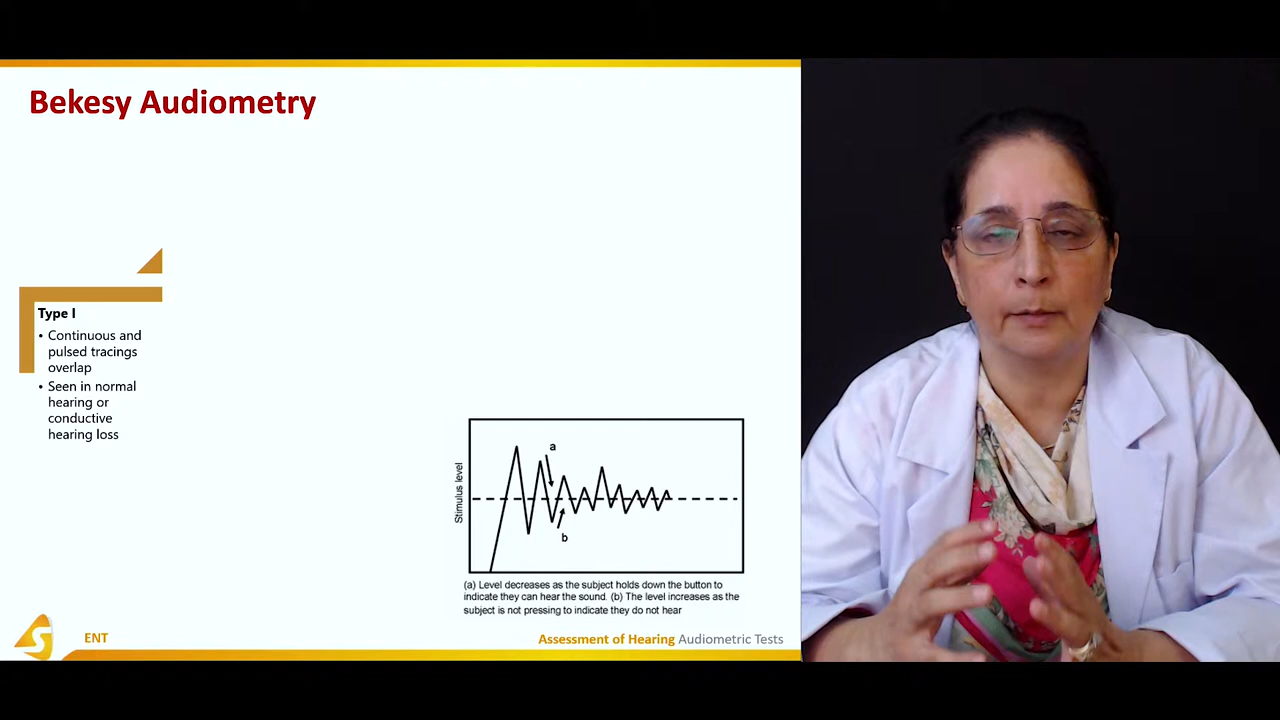 Bekesy Audiometry
Type I
• Continuous and
pulsed tracings
overlap
• Seen in normal
hearing or
conductive
hearing loss
Stimulus level
a
b
(a) Level decreases as the subject holds down the button to
indicate they can hear the sound. (b) The level increases as the
subject is not pressing to indicate they do not hear
S
ENT
Assessment of Hearing Audiometric Tests